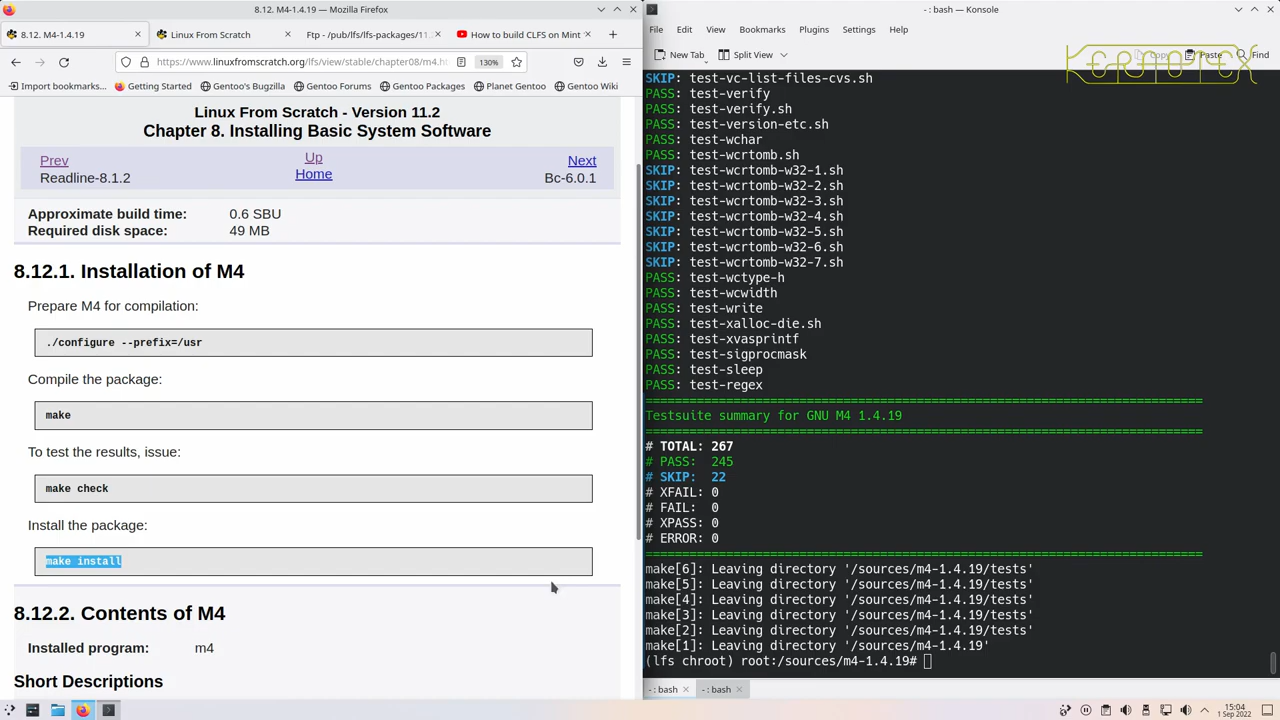 8.12. M4-1.4.19 — Mozilla Firefox
8.12. M4-1.4.19
Linux From Scratch
Ftp - /pub/lfs/lfs-packages/11.
How to build CLFS on Mint
https://www.linuxfromscratch.org/lfs/view/stable/chapter08/m4.h
Import bookmarks...
Getting Started
Gentoo's Bugzilla
Gentoo Forums
Gentoo Packages
Planet Gentoo
Gentoo Wiki
Linux From Scratch - Version 11.2
Chapter 8. Installing Basic System Software
Prev
Up
Next
Readline-8.1.2
Home
Bc-6.0.1
Approximate build time: 0.6 SBU
Required disk space: 49 MB
8.12.1. Installation of M4
Prepare M4 for compilation:
./configure --prefix=/usr
Compile the package:
make
To test the results, issue:
make check
Install the package:
make install
8.12.2. Contents of M4
Installed program: m4
Short Descriptions
- : bash — Konsole
File Edit View Bookmarks Plugins Settings Help
New Tab
Split View
Copy
Paste
Find
SKIP: test-vc-list-files-cvs.sh
PASS: test-verify
PASS: test-verify.sh
PASS: test-version-etc.sh
PASS: test-wchar
PASS: test-wcrtomb.sh
SKIP: test-wcrtomb-w32-1.sh
SKIP: test-wcrtomb-w32-2.sh
SKIP: test-wcrtomb-w32-3.sh
SKIP: test-wcrtomb-w32-4.sh
SKIP: test-wcrtomb-w32-5.sh
SKIP: test-wcrtomb-w32-6.sh
SKIP: test-wcrtomb-w32-7.sh
PASS: test-wctype-h
PASS: test-wcwidth
PASS: test-write
PASS: test-xalloc-die.sh
PASS: test-xvasprintf
PASS: test-sigprocmask
PASS: test-sleep
PASS: test-regex
============================================================================
Testsuite summary for GNU M4 1.4.19
============================================================================
# TOTAL: 267
# PASS: 245
# SKIP: 22
# XFAIL: 0
# FAIL: 0
# XPASS: 0
# ERROR: 0
============================================================================
make[6]: Leaving directory '/sources/m4-1.4.19/tests'
make[5]: Leaving directory '/sources/m4-1.4.19/tests'
make[4]: Leaving directory '/sources/m4-1.4.19/tests'
make[3]: Leaving directory '/sources/m4-1.4.19/tests'
make[2]: Leaving directory '/sources/m4-1.4.19/tests'
make[1]: Leaving directory '/sources/m4-1.4.19'
(lfs chroot) root:/sources/m4-1.4.19#
- : bash
- : bash
15:04
1 Sep 2022